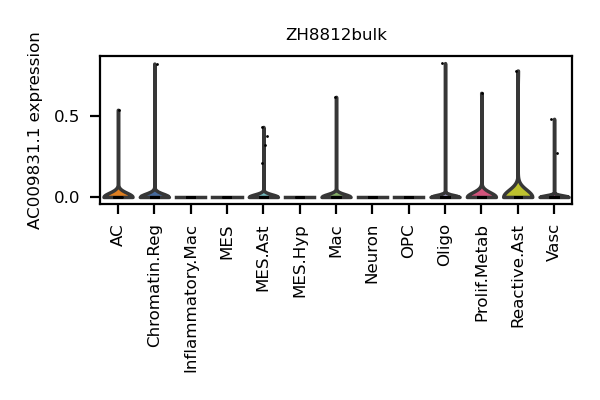 ZH8812bulk
AC009831.1 expression
0.5
0.0
AC
Chromatin.Reg
Inflammatory.Mac
MES
MES.Ast
MES.Hyp
Mac
Neuron
OPC
Oligo
Prolif.Metab
Reactive.Ast
Vasc